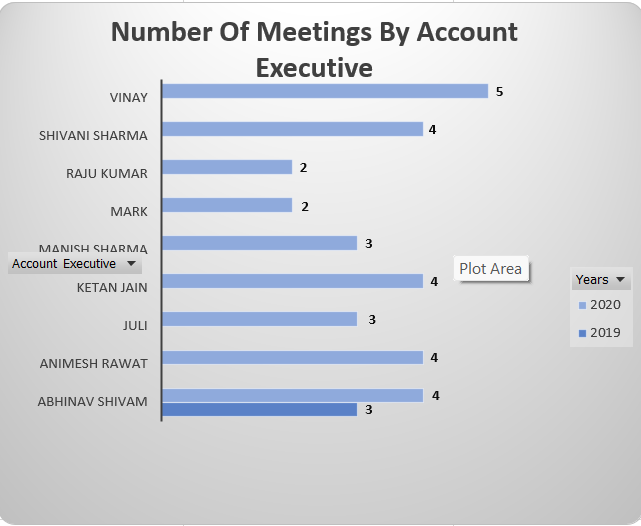 Number Of Meetings By Account
Executive
VINAY 5
SHIVANI SHARMA 4
RAJU KUMAR 2
MARK 2
MANISH SHARMA 3
Account Executive
Plot Area
KETAN JAIN 4
Years
2020
JULI 3
2019
ANIMESH RAWAT 4
ABHINAV SHIVAM 4
3